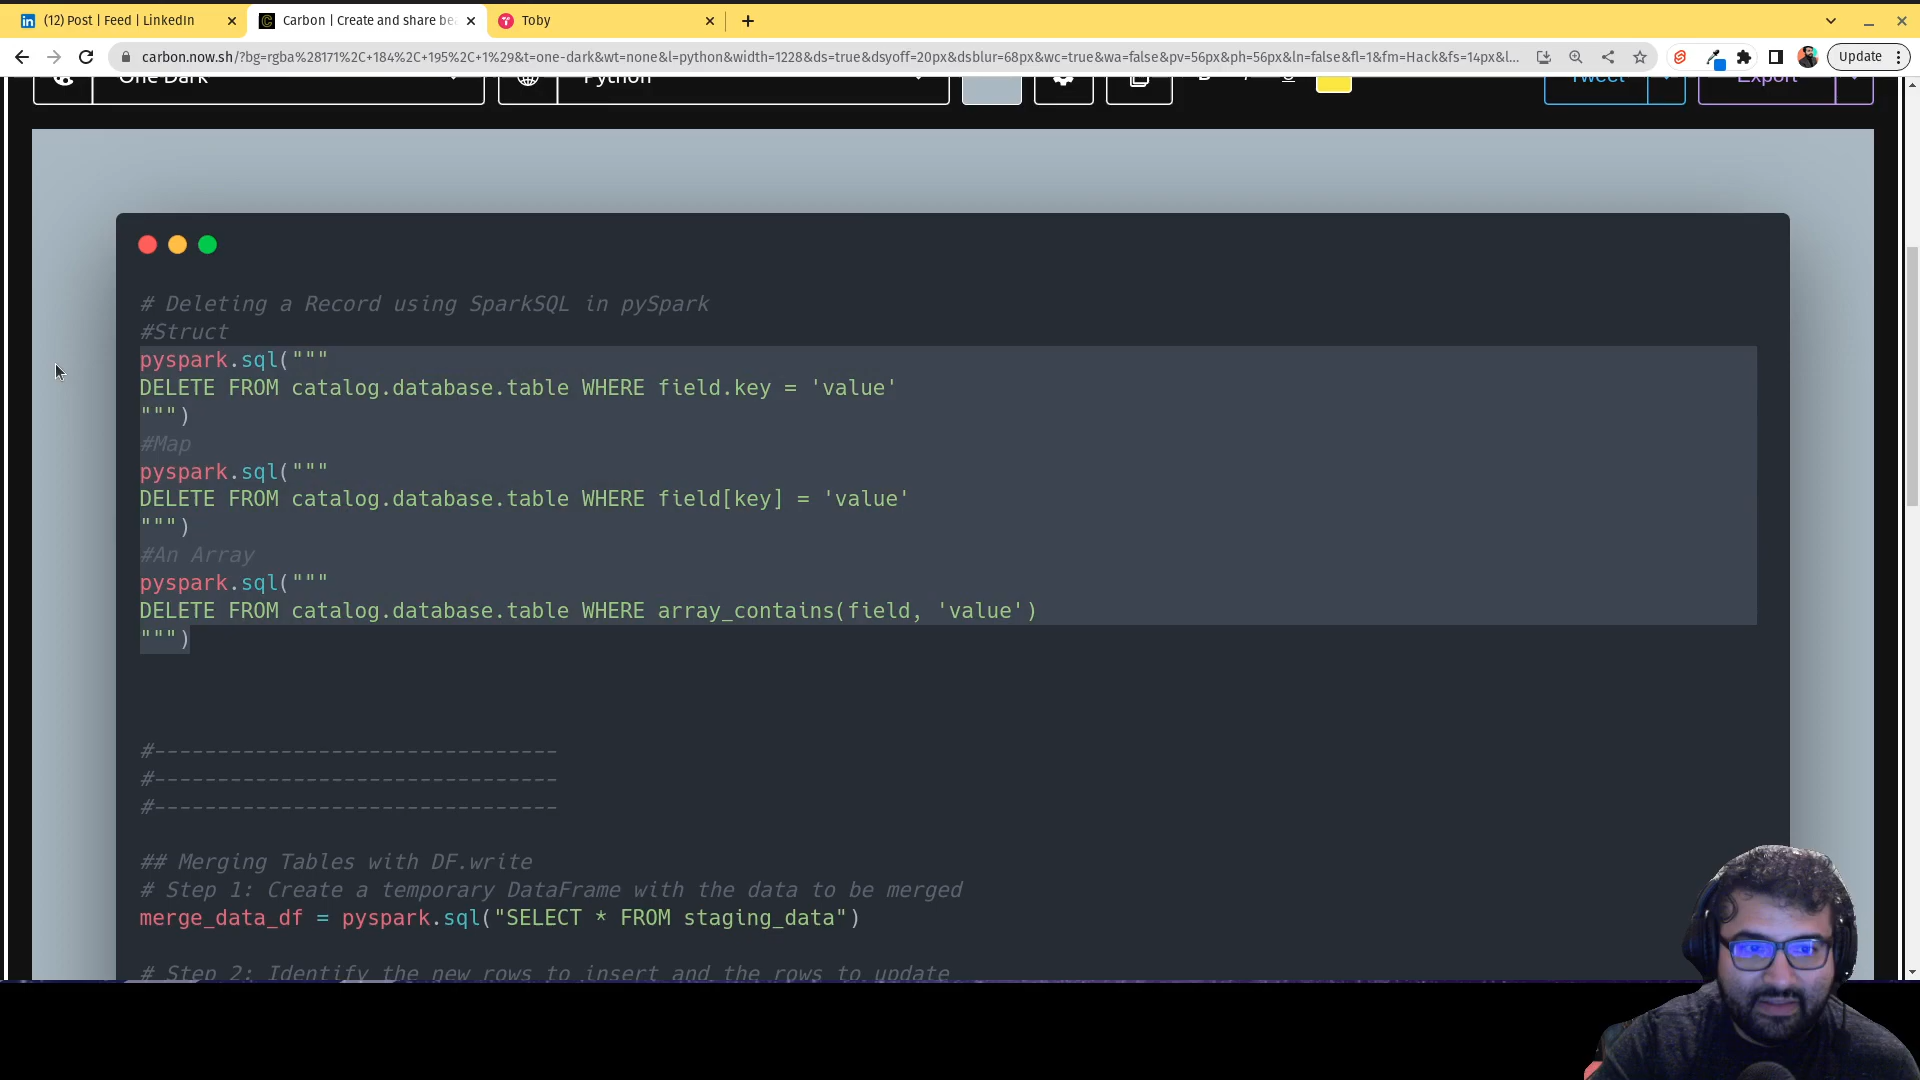 (12) Post | Feed | LinkedIn
Carbon | Create and share be
Toby
carbon.now.sh/?bg=rgba%28171%2C+184%2C+195%2C+1%29&t=one-dark&wt=none&l=python&width=1228&ds=true&dsyoff=20px&dsblur=68px&wc=true&wa=false&pv=56px&ph=56px&ln=false&fl=1&fm=Hack&fs=14px&l...
Update
One Dark
Python
Tweet
Export
# Deleting a Record using SparkSQL in pySpark
#Struct
pyspark.sql("""
DELETE FROM catalog.database.table WHERE field.key = 'value'
""")
#Map
pyspark.sql("""
DELETE FROM catalog.database.table WHERE field[key] = 'value'
""")
#An Array
pyspark.sql("""
DELETE FROM catalog.database.table WHERE array_contains(field, 'value')
""")
#--------------------------------
#--------------------------------
#--------------------------------
## Merging Tables with DF.write
# Step 1: Create a temporary DataFrame with the data to be merged
merge_data_df = pyspark.sql("SELECT * FROM staging_data")
# Step 2: Identify the new rows to insert and the rows to update